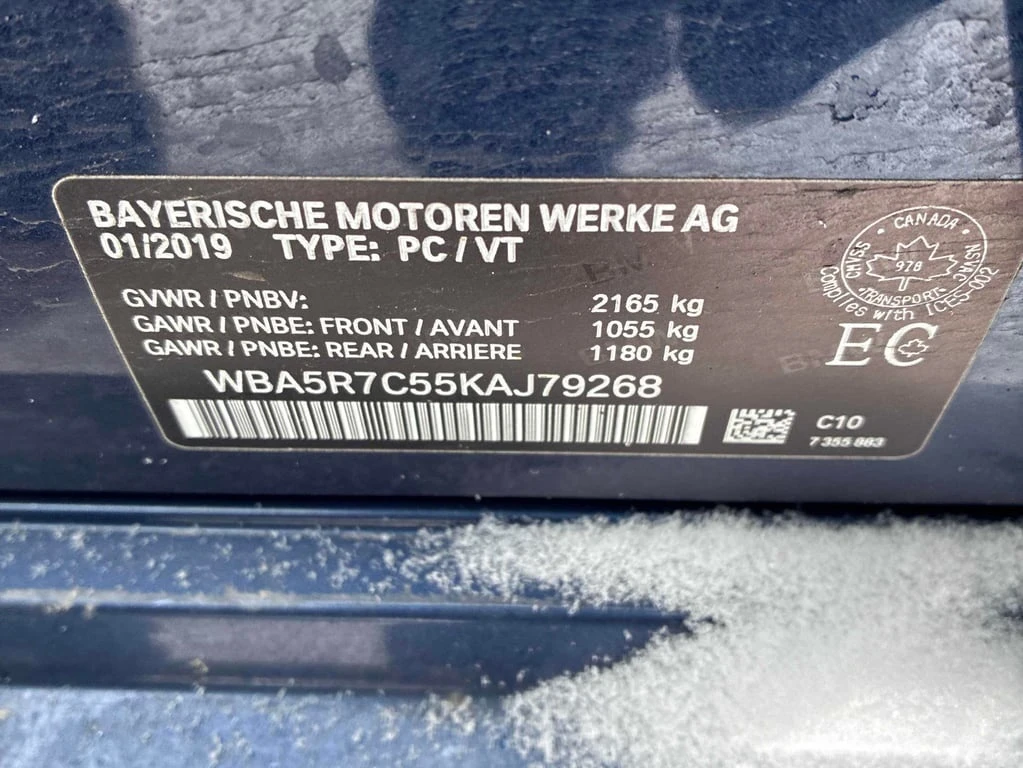 BAYERISCHE MOTOREN WERKE AG
01/2019 TYPE: PC / VT
GVWR / PNBV: 2165 kg
GAWR / PNBE: FRONT / AVANT 1055 kg
GAWR / PNBE: REAR / ARRIERE 1180 kg
WBA5R7C55KAJ79268
CANADA
CMVSS
NSVAC
978
TRANSPORT
Complies with ICES-002
EC
C10
7 355 883